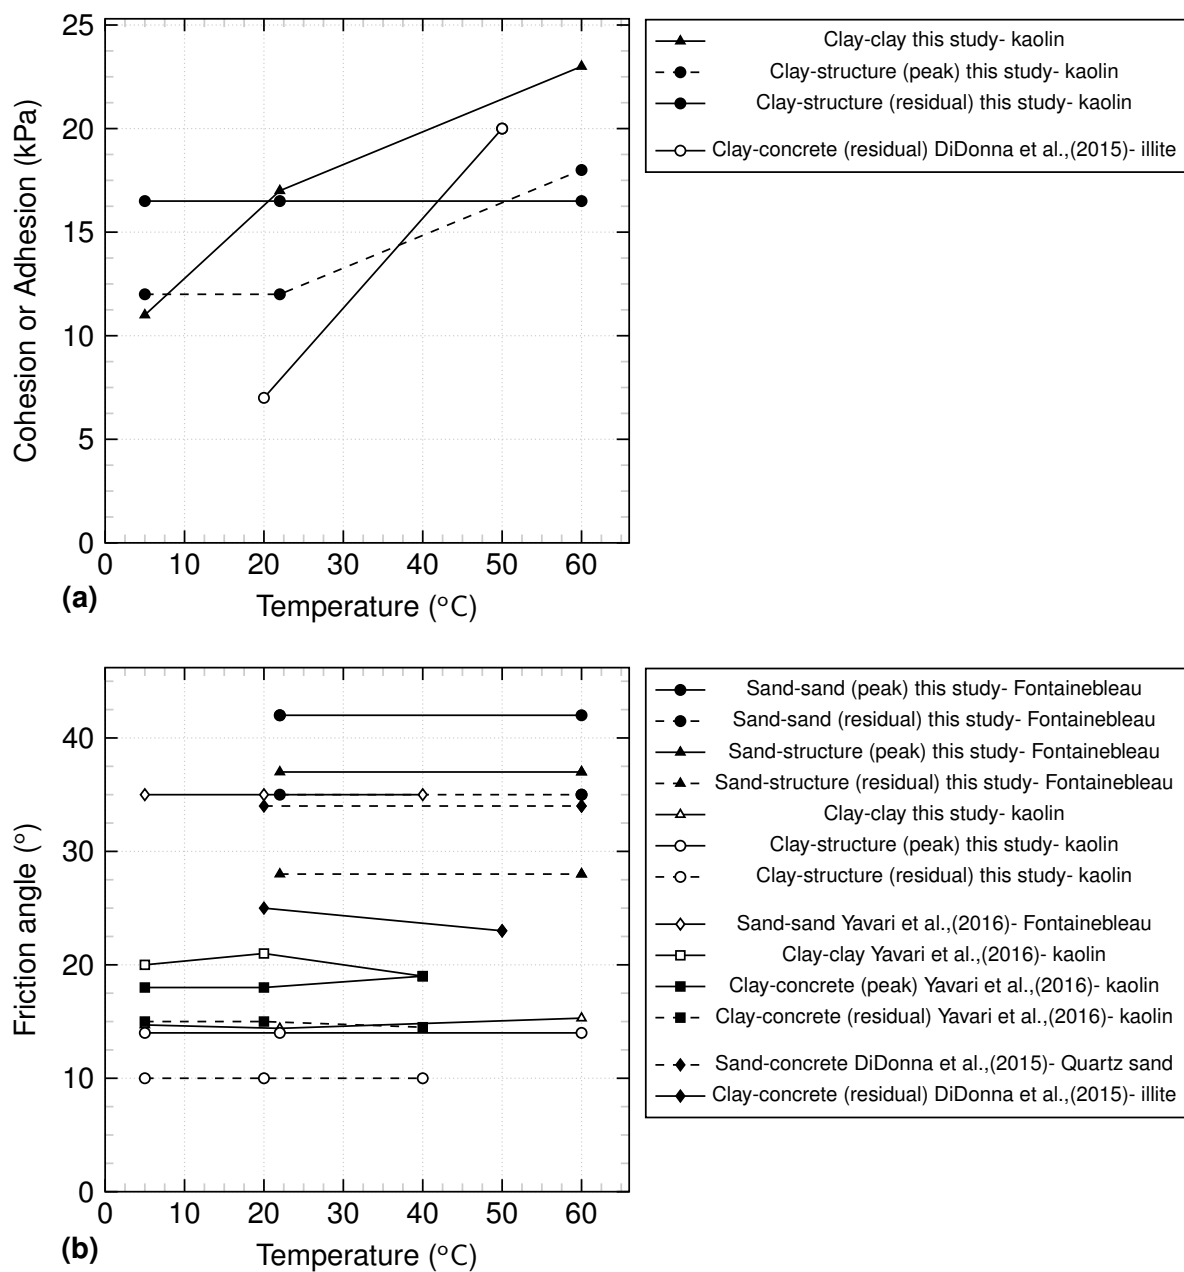 25
20
15
10
5
0
0 10 20 30 40 50 60
Cohesion or Adhesion (kPa)
Temperature (°C)
(a)
Clay-clay this study- kaolin
Clay-structure (peak) this study- kaolin
Clay-structure (residual) this study- kaolin
Clay-concrete (residual) DiDonna et al.,(2015)- illite
40
30
20
10
0
0 10 20 30 40 50 60
Friction angle (°)
Temperature (°C)
(b)
Sand-sand (peak) this study- Fontainebleau
Sand-sand (residual) this study- Fontainebleau
Sand-structure (peak) this study- Fontainebleau
Sand-structure (residual) this study- Fontainebleau
Clay-clay this study- kaolin
Clay-structure (peak) this study- kaolin
Clay-structure (residual) this study- kaolin
Sand-sand Yavari et al.,(2016)- Fontainebleau
Clay-clay Yavari et al.,(2016)- kaolin
Clay-concrete (peak) Yavari et al.,(2016)- kaolin
Clay-concrete (residual) Yavari et al.,(2016)- kaolin
Sand-concrete DiDonna et al.,(2015)- Quartz sand
Clay-concrete (residual) DiDonna et al.,(2015)- illite